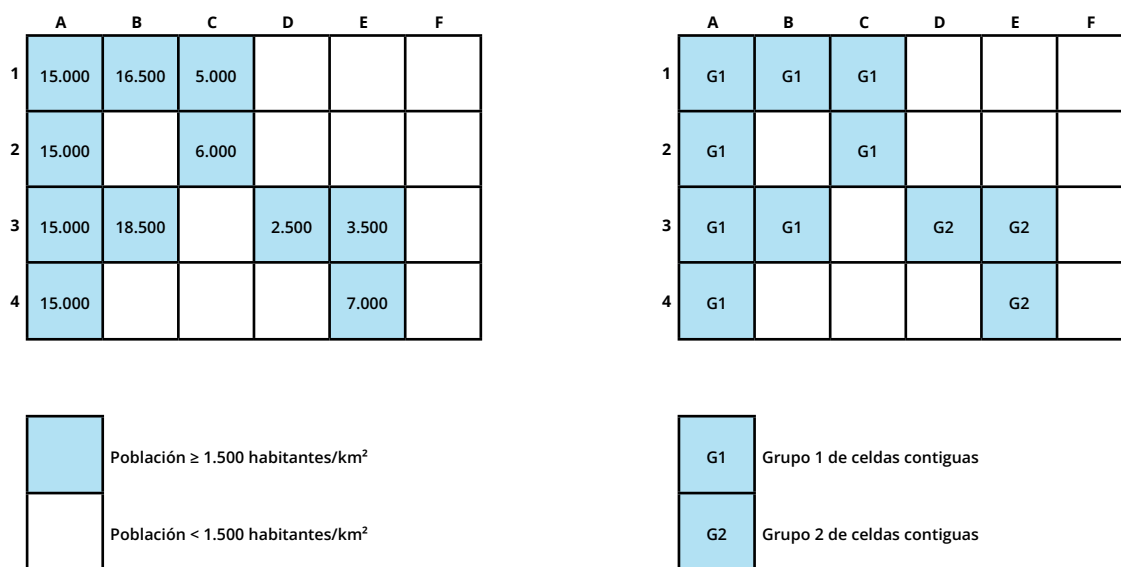 A B C D E F A B C D E F
1 15.000 16.500 5.000 1 G1 G1 G1
2 15.000 6.000 2 G1 G1
3 15.000 18.500 2.500 3.500 3 G1 G1 G2 G2
4 15.000 7.000 4 G1 G2
Población ≥ 1.500 habitantes/km² G1 Grupo 1 de celdas contiguas
Población < 1.500 habitantes/km² G2 Grupo 2 de celdas contiguas